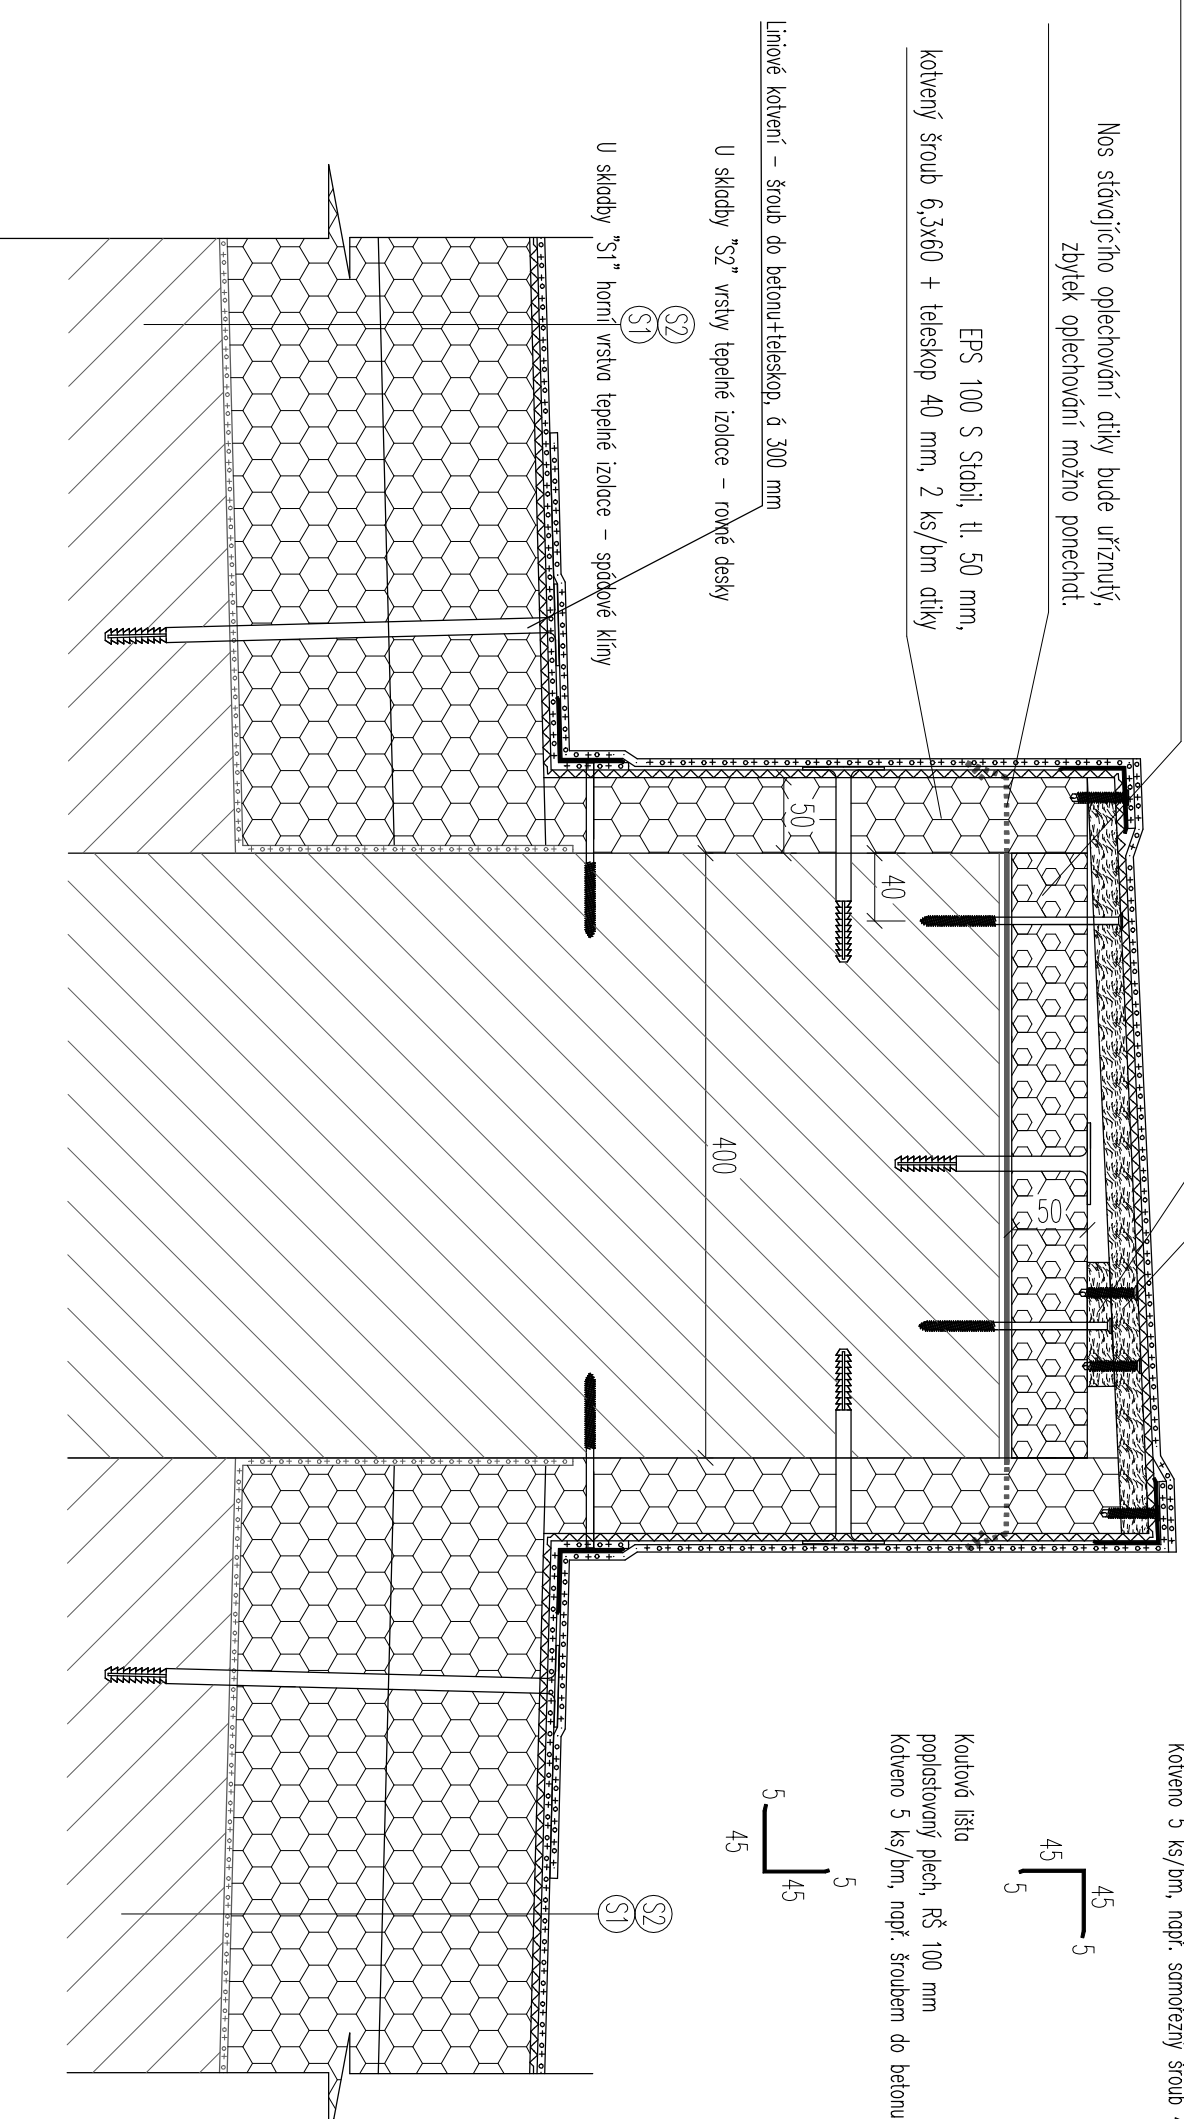 Nos stávajícího oplechování atiky bude uříznutý,
zbytek oplechování možno ponechat.
EPS 100 S Stabil, tl. 50 mm,
kotvený šroub 6,3x60 + teleskop 40 mm, 2 ks/bm atiky
Liniové kotvení - šroub do betonu+teleskop, á 300 mm
U skladby "S2" vrstvy tepelné izolace - rovné desky
U skladby "S1" horní vrstva tepelné izolace - spádové klíny
S2
S1
50
40
400
50
Kotveno 5 ks/bm, např. samořezný šroub
45
45
5
5
Koutová lišta
poplastovaný plech, RŠ 100 mm
Kotveno 5 ks/bm, např. šroubem do betonu
5
45
45
5
S2
S1